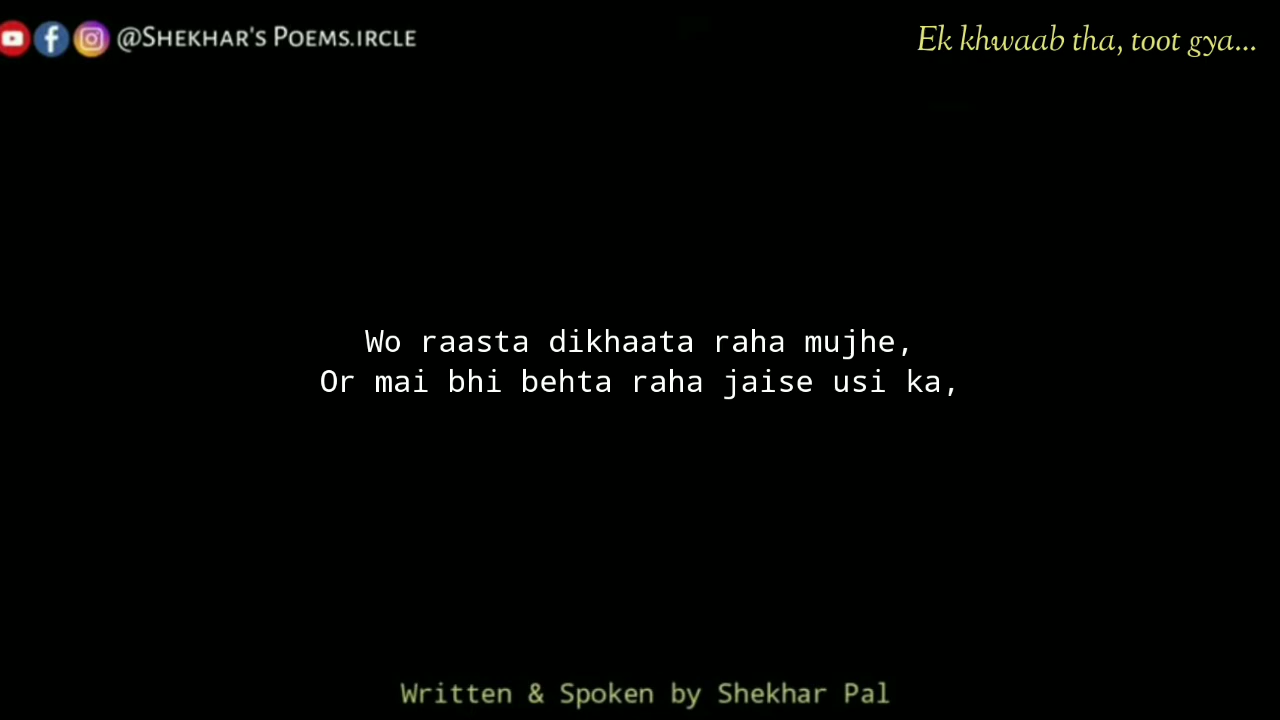 @Shekhar's Poems.ircle
Ek khwaab tha, toot gya...
Wo raasta dikhaata raha mujhe,
Or mai bhi behta raha jaise usi ka,
Written & Spoken by Shekhar Pal